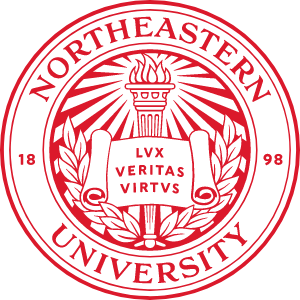 NORTHEASTERN
18 98
LVX
VERITAS
VIRTVS
UNIVERSITY